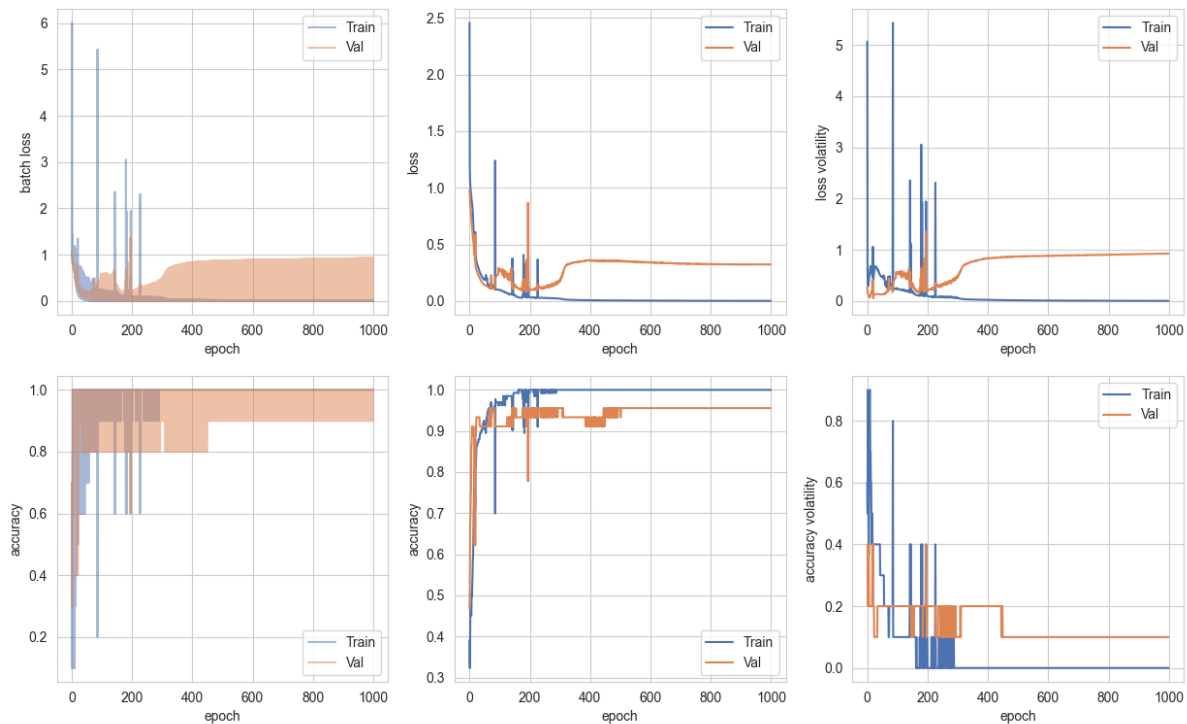 6
5
4
3
2
1
0
batch loss
0 200 400 600 800 1000
epoch
Train
Val
2.5
2.0
1.5
1.0
0.5
0.0
loss
0 200 400 600 800 1000
epoch
Train
Val
5
4
3
2
1
0
loss volatility
0 200 400 600 800 1000
epoch
Train
Val
1.0
0.8
0.6
0.4
0.2
accuracy
0 200 400 600 800 1000
epoch
Train
Val
1.0
0.9
0.8
0.7
0.6
0.5
0.4
0.3
accuracy
0 200 400 600 800 1000
epoch
Train
Val
0.8
0.6
0.4
0.2
0.0
accuracy volatility
0 200 400 600 800 1000
epoch
Train
Val